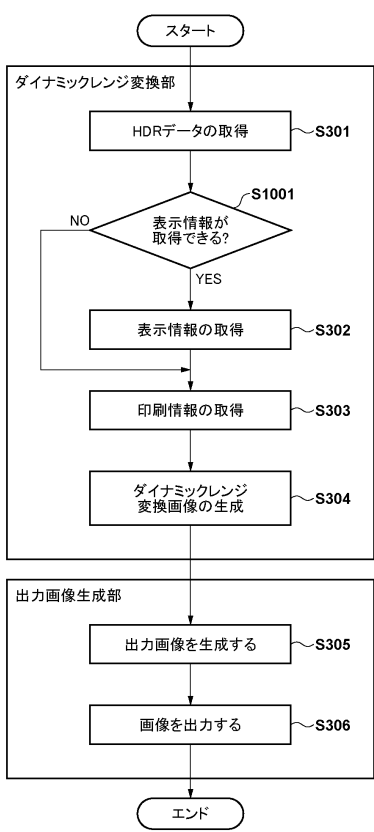 スタート
ダイナミックレンジ変換部
HDRデータの取得
S301
S1001
表示情報が
取得できる?
NO
YES
表示情報の取得
S302
印刷情報の取得
S303
ダイナミックレンジ
変換画像の生成
S304
出力画像生成部
出力画像を生成する
S305
画像を出力する
S306
エンド